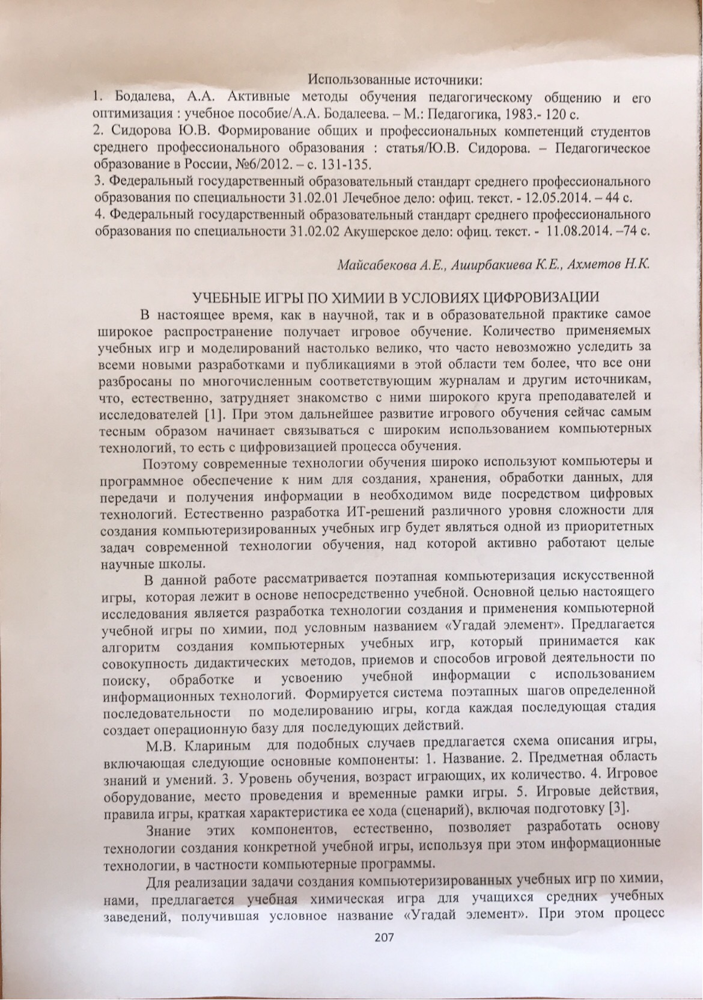 Использованные источники:
1. Бодалева, А.А. Активные методы обучения педагогическому общению и его
оптимизация : учебное пособие/А.А. Бодалеева. – М.: Педагогика, 1983.- 120 с.
2. Сидорова Ю.В. Формирование общих и профессиональных компетенций студентов
среднего профессионального образования : статья/Ю.В. Сидорова. – Педагогическое
образование в России, №6/2012. – с. 131-135.
3. Федеральный государственный образовательный стандарт среднего профессионального
образования по специальности 31.02.01 Лечебное дело: офиц. текст. - 12.05.2014. – 44 с.
4. Федеральный государственный образовательный стандарт среднего профессионального
образования по специальности 31.02.02 Акушерское дело: офиц. текст. - 11.08.2014. –74 с.
Майсабекова А.Е., Аширбакиева К.Е., Ахметов Н.К.
УЧЕБНЫЕ ИГРЫ ПО ХИМИИ В УСЛОВИЯХ ЦИФРОВИЗАЦИИ
В настоящее время, как в научной, так и в образовательной практике самое
широкое распространение получает игровое обучение. Количество применяемых
учебных игр и моделирований настолько велико, что часто невозможно уследить за
всеми новыми разработками и публикациями в этой области тем более, что все они
разбросаны по многочисленным соответствующим журналам и другим источникам,
что, естественно, затрудняет знакомство с ними широкого круга преподавателей и
исследователей [1]. При этом дальнейшее развитие игрового обучения сейчас самым
тесным образом начинает связываться с широким использованием компьютерных
технологий, то есть с цифровизацией процесса обучения.
Поэтому современные технологии обучения широко используют компьютеры и
программное обеспечение к ним для создания, хранения, обработки данных, для
передачи и получения информации в необходимом виде посредством цифровых
технологий. Естественно разработка ИТ-решений различного уровня сложности для
создания компьютеризированных учебных игр будет являться одной из приоритетных
задач современной технологии обучения, над которой активно работают целые
научные школы.
В данной работе рассматривается поэтапная компьютеризация искусственной
игры, которая лежит в основе непосредственно учебной. Основной целью настоящего
исследования является разработка технологии создания и применения компьютерной
учебной игры по химии, под условным названием «Угадай элемент». Предлагается
алгоритм создания компьютерных учебных игр, который принимается как
совокупность дидактических методов, приемов и способов игровой деятельности по
поиску, обработке и усвоению учебной информации с использованием
информационных технологий. Формируется система поэтапных шагов определенной
последовательности по моделированию игры, когда каждая последующая стадия
создает операционную базу для последующих действий.
М.В. Клариным для подобных случаев предлагается схема описания игры,
включающая следующие основные компоненты: 1. Название. 2. Предметная область
знаний и умений. 3. Уровень обучения, возраст играющих, их количество. 4. Игровое
оборудование, место проведения и временные рамки игры. 5. Игровые действия,
правила игры, краткая характеристика ее хода (сценарий), включая подготовку [3].
Знание этих компонентов, естественно, позволяет разработать основу
технологии создания конкретной учебной игры, используя при этом информационные
технологии, в частности компьютерные программы.
Для реализации задачи создания компьютеризированных учебных игр по химии,
нами, предлагается учебная химическая игра для учащихся средних учебных
заведений, получившая условное название «Угадай элемент». При этом процесс
207